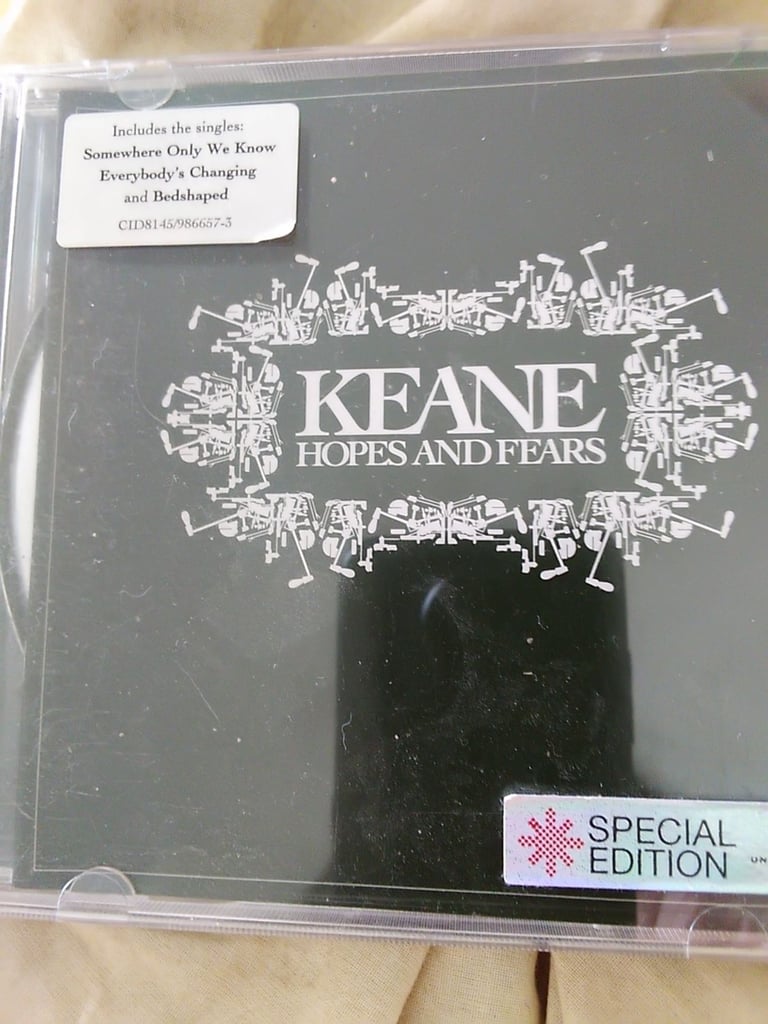 Includes the singles:
Somewhere Only We Know
Everybody's Changing
and Bedshaped
CID8145/986657-3
KEANE
HOPES AND FEARS
SPECIAL
EDITION